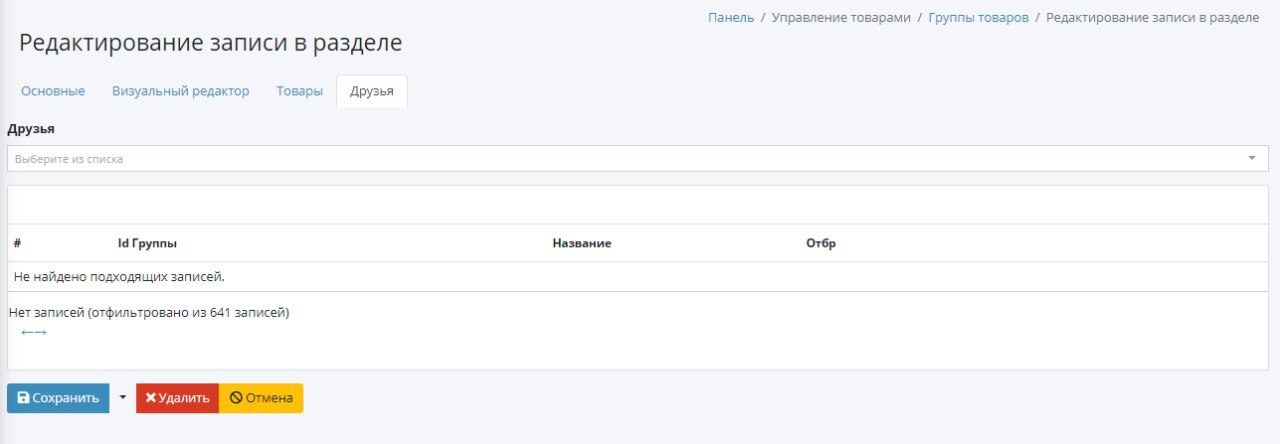 Панель / Управление товарами / Группы товаров / Редактирование записи в разделе
Редактирование записи в разделе
Основные Визуальный редактор Товары Друзья
Друзья
Выберите из списка
# Id Группы Название Отбр
Не найдено подходящих записей.
Нет записей (отфильтровано из 641 записей)
←→
Сохранить Удалить Отмена